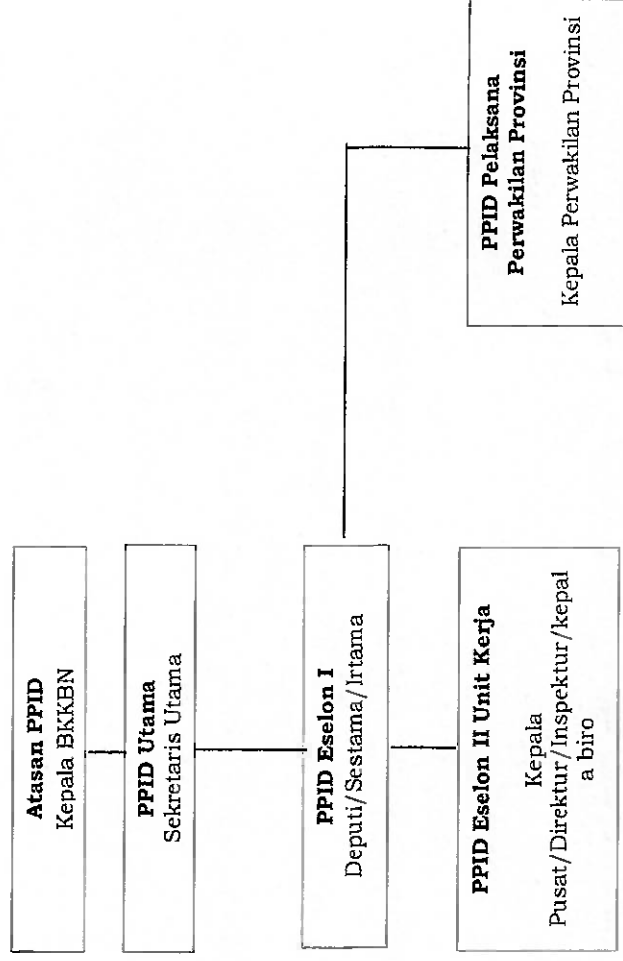 Atasan PPID
Kepala BKKBN
PPID Utama
Sekretaris Utama
PPID Eselon I
Deputi/Sestama/Irtama
PPID Eselon II Unit Kerja
Kepala
Pusat/Direktur/Inspektur/kepal
a biro
PPID Pelaksana
Perwakilan Provinsi
Kepala Perwakilan Provinsi